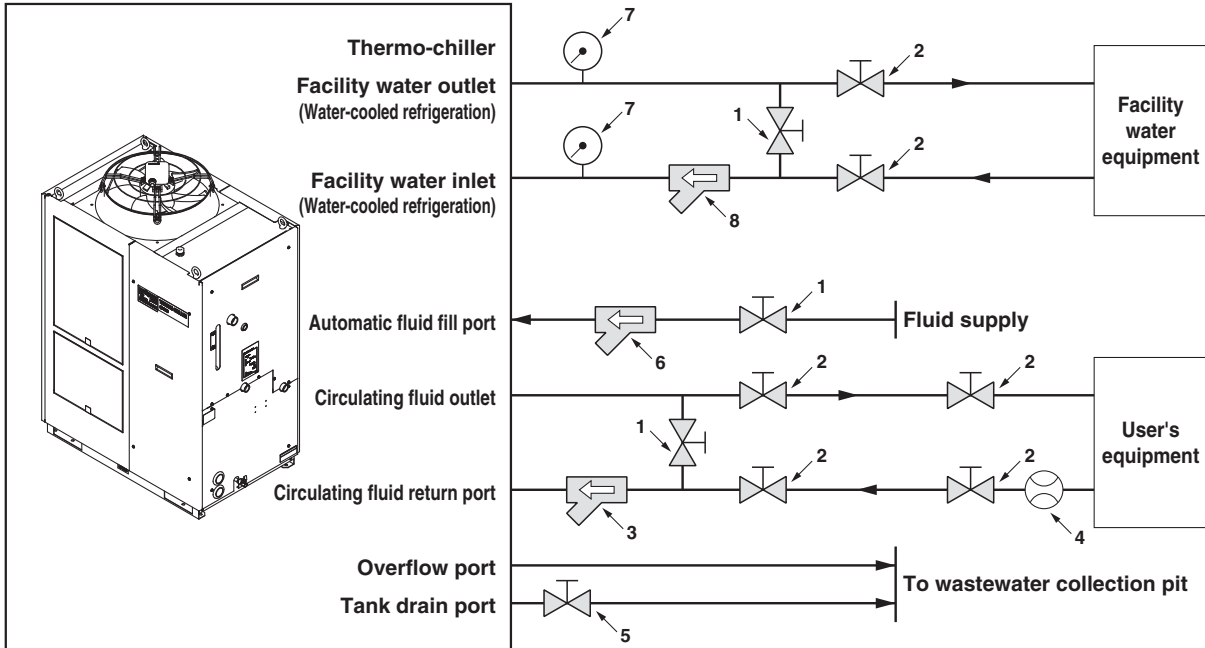 7
Thermo-chiller
2
Facility water outlet
(Water-cooled refrigeration)
1
7
Facility
water
equipment
2
Facility water inlet
(Water-cooled refrigeration)
8
1
Automatic fluid fill port
Fluid supply
6
2
2
Circulating fluid outlet
1
User's
equipment
2
2
Circulating fluid return port
3
4
Overflow port
To wastewater collection pit
Tank drain port
5